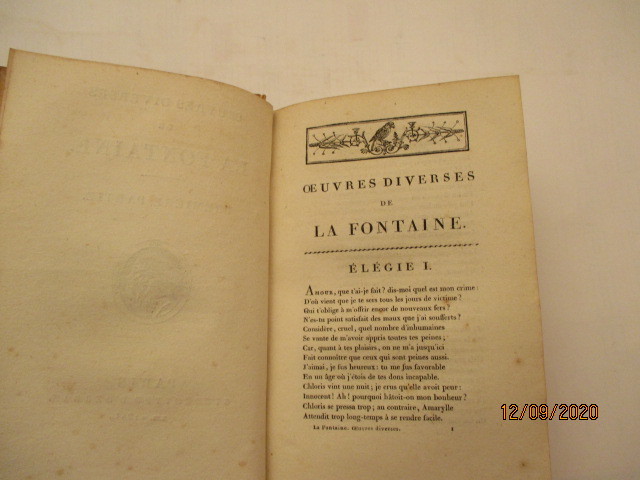 ŒUVRES DIVERSES
DE
LA FONTAINE.
ÉLÉGIE I.
Amour, que t'ai-je fait? dis-moi quel est mon crime:
D'où vient que je te sers tous les jours de victime?
Qui t'oblige à m'offrir encor de nouveaux fers?
N'es-tu point satisfait des maux que j'ai soufferts?
Considère, cruel, quel nombre d'inhumaines
Se vante de m'avoir appris toutes tes peines;
Car, quant à tes plaisirs, on ne m'a jusqu'ici
Fait connoître que ceux qui sont peines aussi.
J'aimai, je fus heureux: tu me fus favorable
En un âge où j'étois de tes dons incapable.
Chloris vint une nuit; je crus qu'elle avoit peur:
Innocent! Ah! pourquoi hâtoit-on mon bonheur?
Chloris se pressa trop; au contraire, Amarylle
Attendit trop long-temps à se rendre facile.
La Fontaine. Œuvres diverses. 1
12/09/2020